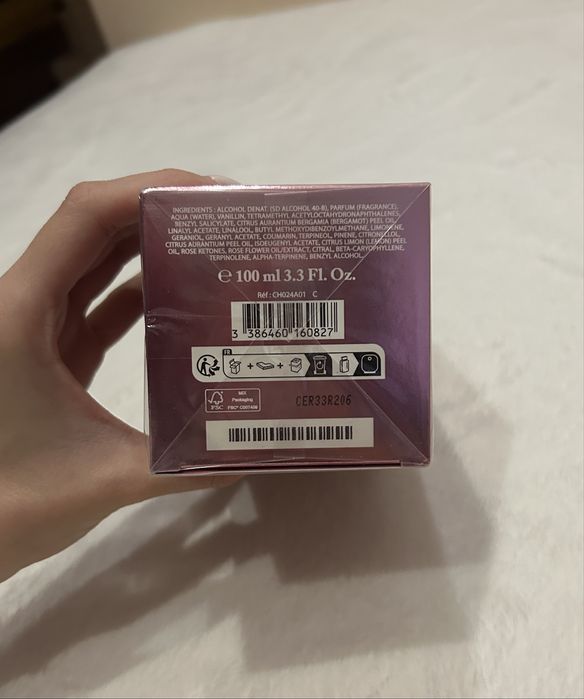 INGREDIENTS : ALCOHOL DENAT. (SD ALCOHOL 40-B), PARFUM (FRAGRANCE),
AQUA (WATER), VANILLIN, TETRAMETHYL ACETYLOCTAHYDRONAPHTHALENES,
BENZYL SALICYLATE, CITRUS AURANTIUM BERGAMIA (BERGAMOT) PEEL OIL,
LINALYL ACETATE, LINALOOL, BUTYL METHOXYDIBENZOYLMETHANE, LIMONENE,
GERANIOL, GERANYL ACETATE, COUMARIN, TERPINEOL, PINENE, CITRONELLOL,
CITRUS AURANTIUM PEEL OIL, ISOEUGENYL ACETATE, CITRUS LIMON (LEMON) PEEL
OIL, ROSE KETONES, ROSE FLOWER OIL/EXTRACT, CITRAL, BETA-CARYOPHYLLENE,
TERPINOLENE, ALPHA-TERPINENE, BENZYL ALCOHOL.
℮ 100 ml 3.3 Fl. Oz.
Réf : CH024A01 C
3 386460 160827
FR
FSC
MIX
Packaging
FSC® C007458
CER33R206